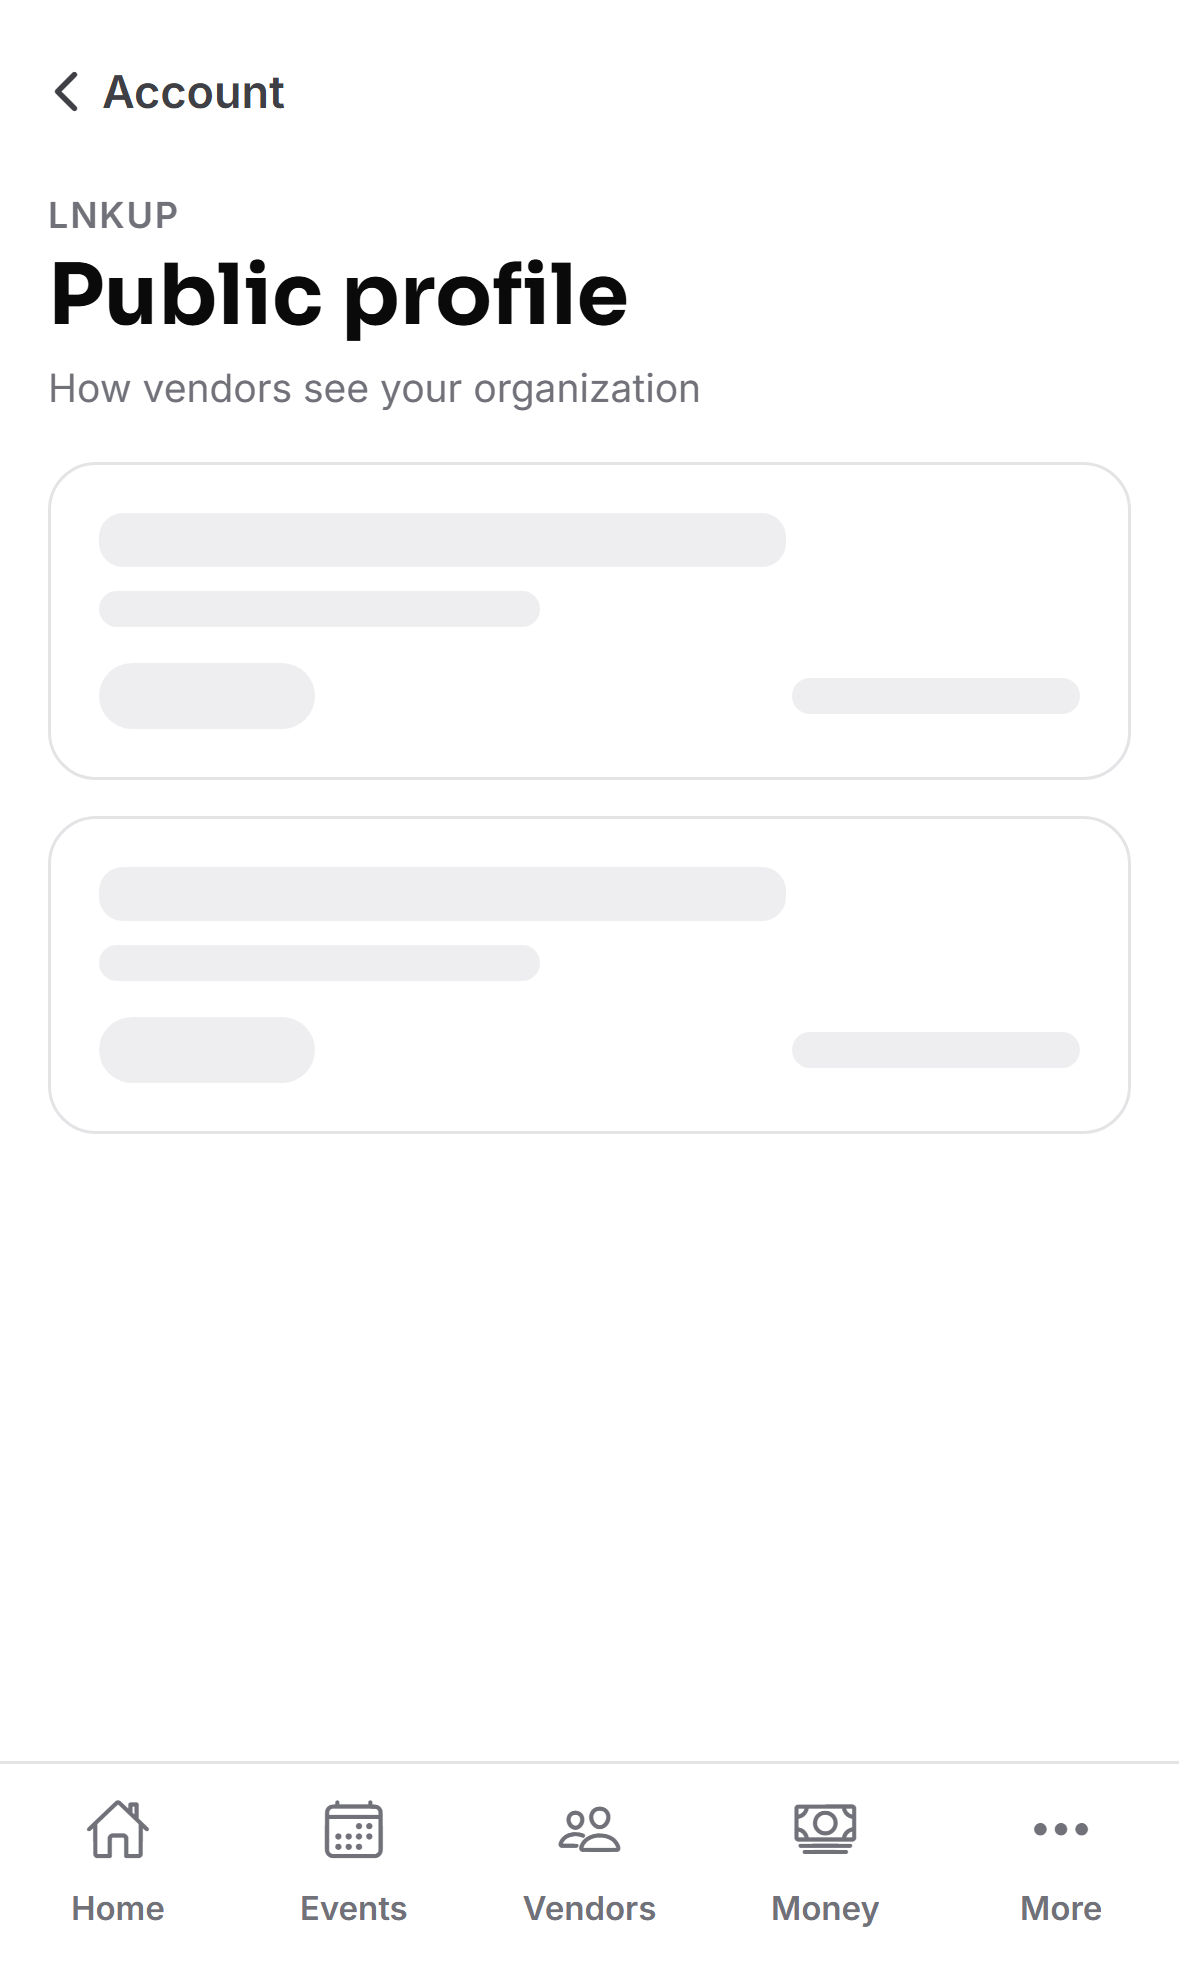 Account
LNKUP
Public profile
How vendors see your organization
Home
Events
Vendors
Money
More